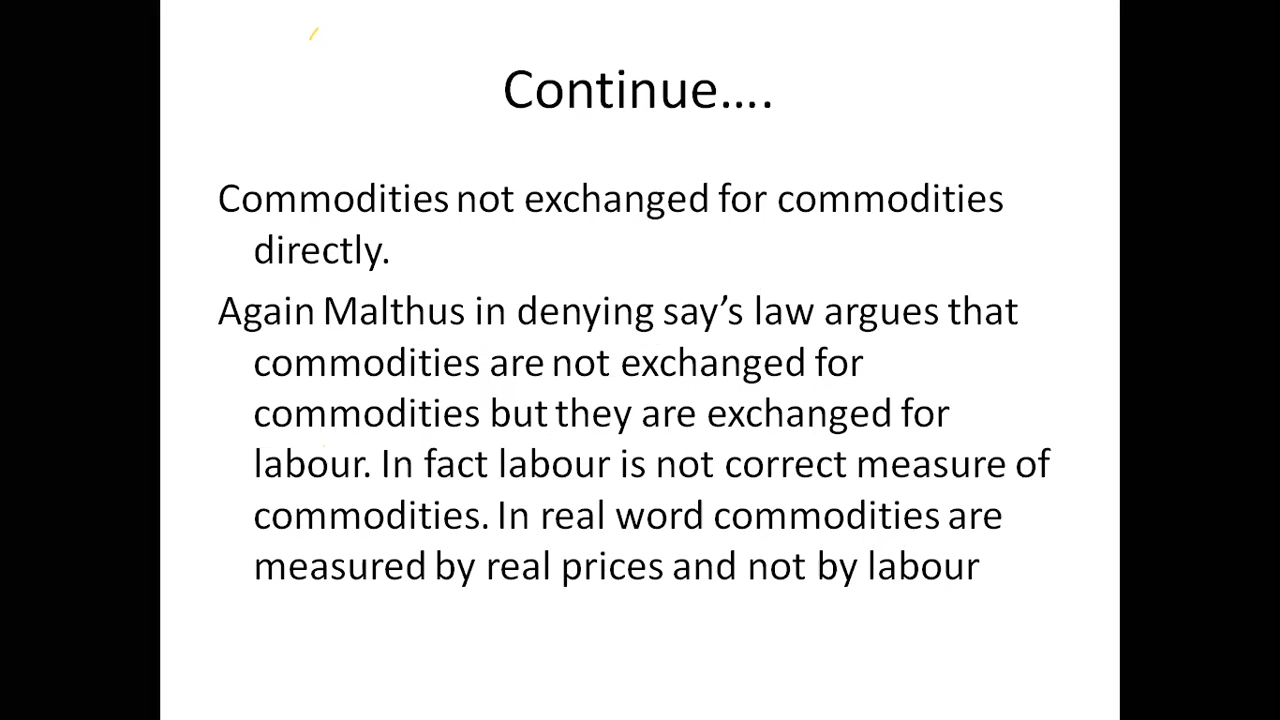 Continue....
Commodities not exchanged for commodities
directly.
Again Malthus in denying say’s law argues that
commodities are not exchanged for
commodities but they are exchanged for
labour. In fact labour is not correct measure of
commodities. In real word commodities are
measured by real prices and not by labour